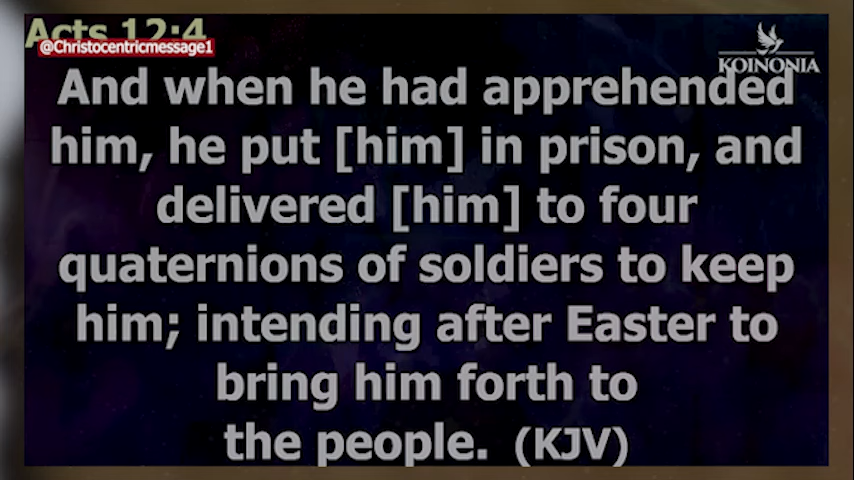 Acts 12:4
@Christocentricmessage1
KOINONIA
And when he had apprehended
him, he put [him] in prison, and
delivered [him] to four
quaternions of soldiers to keep
him; intending after Easter to
bring him forth to
the people. (KJV)